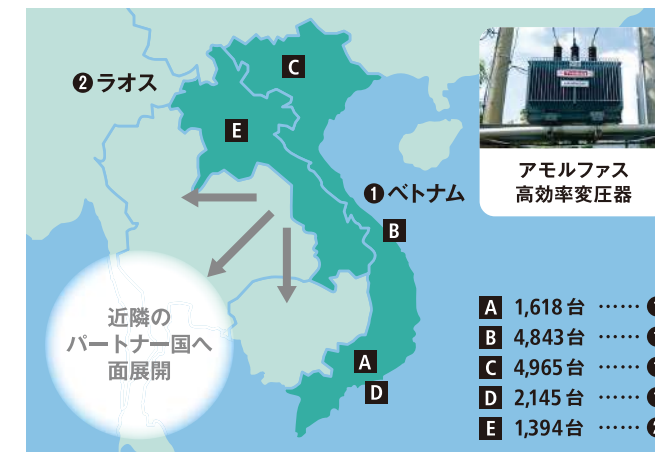 ❷ラオス
C
E
❶ベトナム
B
アモルファス
高効率変圧器
近隣の
パートナー国へ
面展開
A
D
A 1,618台 ……
B 4,843台 ……
C 4,965台 ……
D 2,145台 ……
E 1,394台 ……